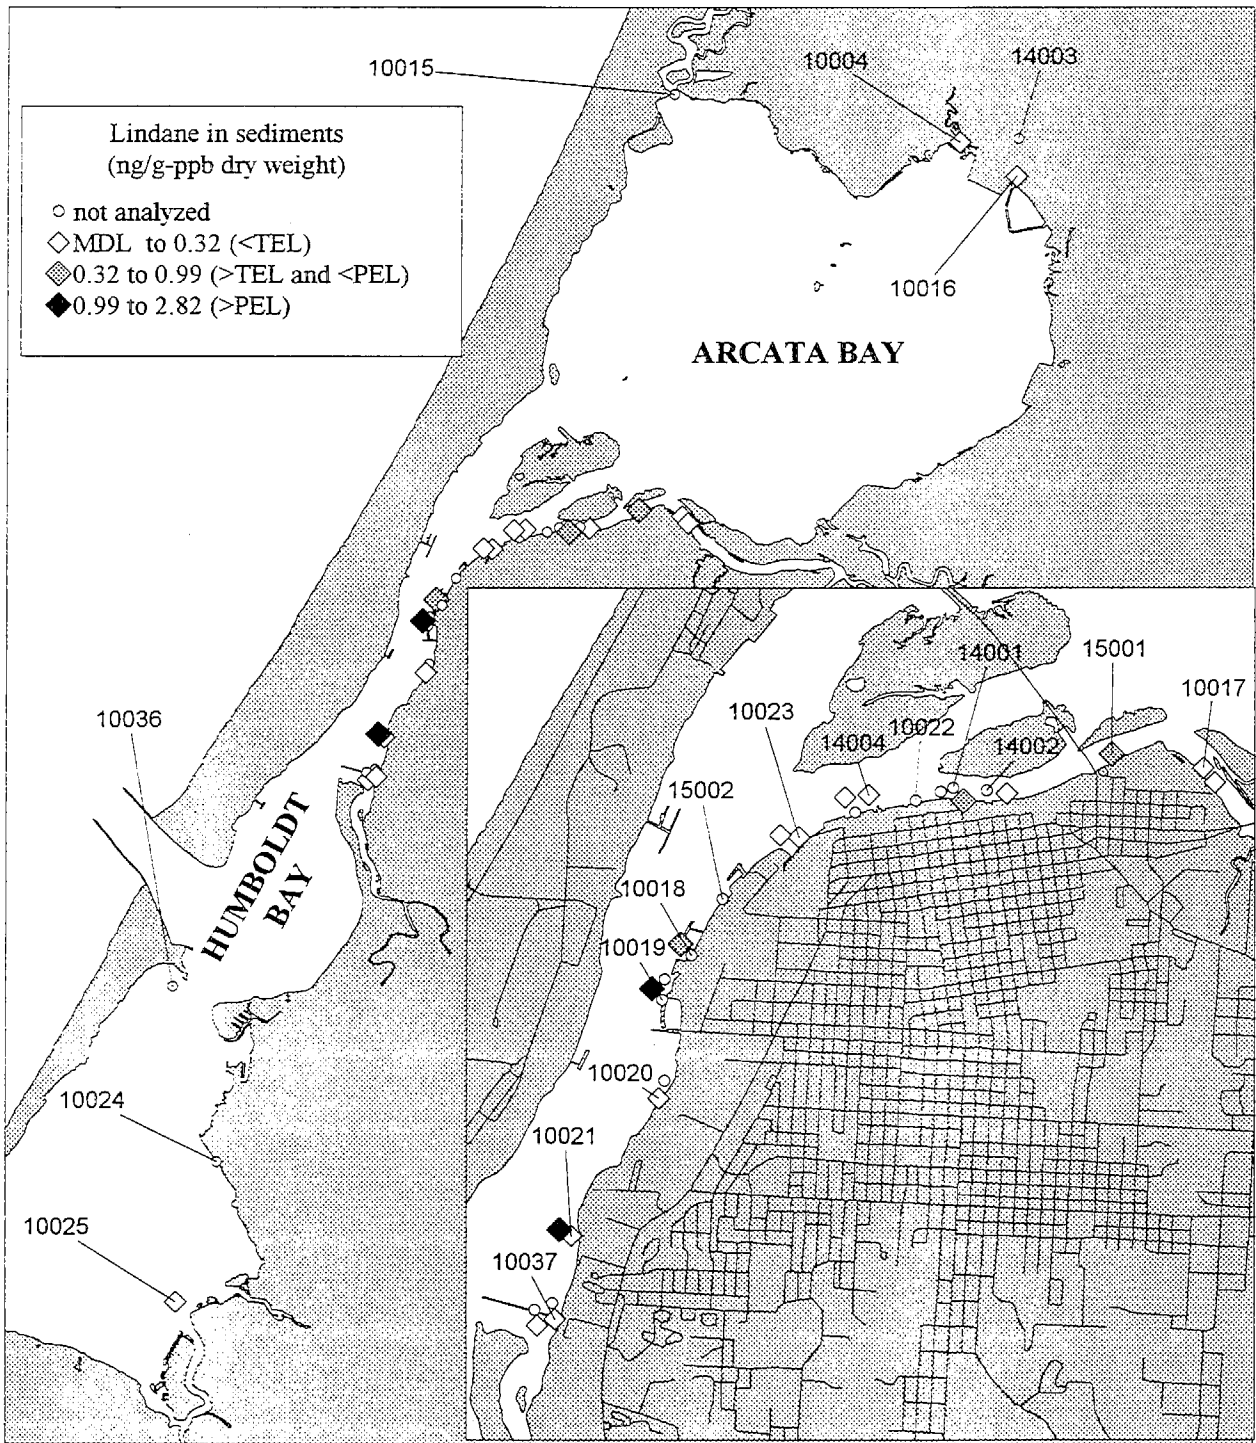 10015
10004
14003
Lindane in sediments
(ng/g-ppb dry weight)
not analyzed
MDL to 0.32 (<TEL)
0.32 to 0.99 (>TEL and <PEL)
0.99 to 2.82 (>PEL)
10016
ARCATA BAY
14001
15001
10017
10023
10022
14004
14002
10036
15002
HUMBOLDT
BAY
10018
10019
10020
10024
10021
10025
10037